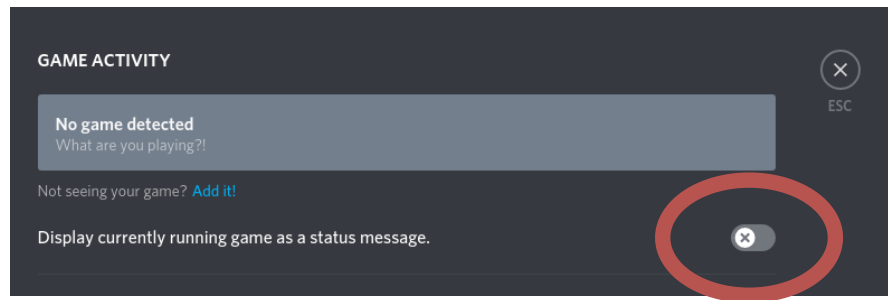 GAME ACTIVITY
No game detected
What are you playing?!
ESC
Not seeing your game? Add it!
Display currently running game as a status message.